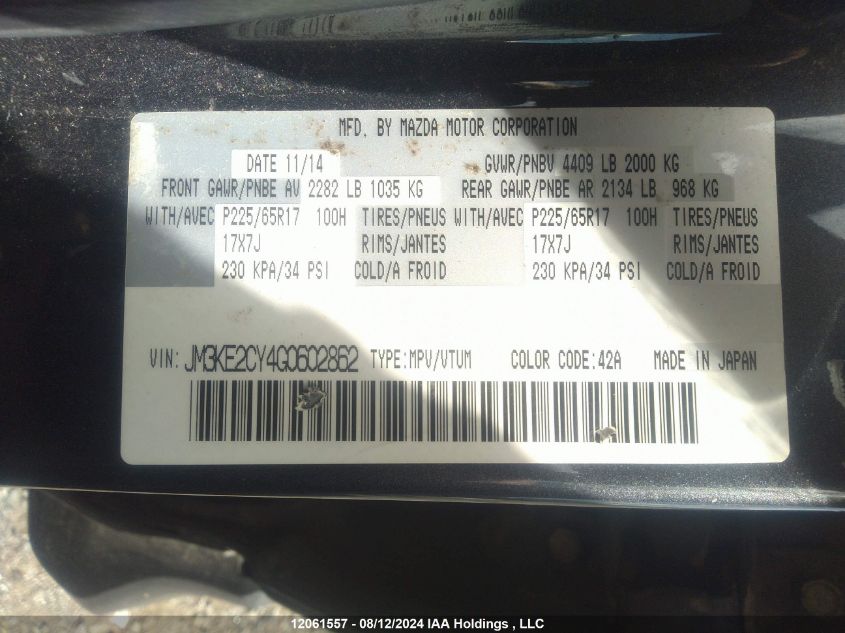 MFD. BY MAZDA MOTOR CORPORATION
DATE 11/14 GVWR/PNBV 4409 LB 2000 KG
FRONT GAWR/PNBE AV 2282 LB 1035 KG REAR GAWR/PNBE AR 2134 LB 968 KG
WITH/AVEC P225/65R17 100H TIRES/PNEUS WITH/AVEC P225/65R17 100H TIRES/PNEUS
17X7J RIMS/JANTES 17X7J RIMS/JANTES
230 KPA/34 PSI COLD/A FROID 230 KPA/34 PSI COLD/A FROID
VIN: JM3KE2CY4G0602862 TYPE:MPV/VTUM COLOR CODE:42A MADE IN JAPAN
12061557 - 08/12/2024 IAA Holdings , LLC